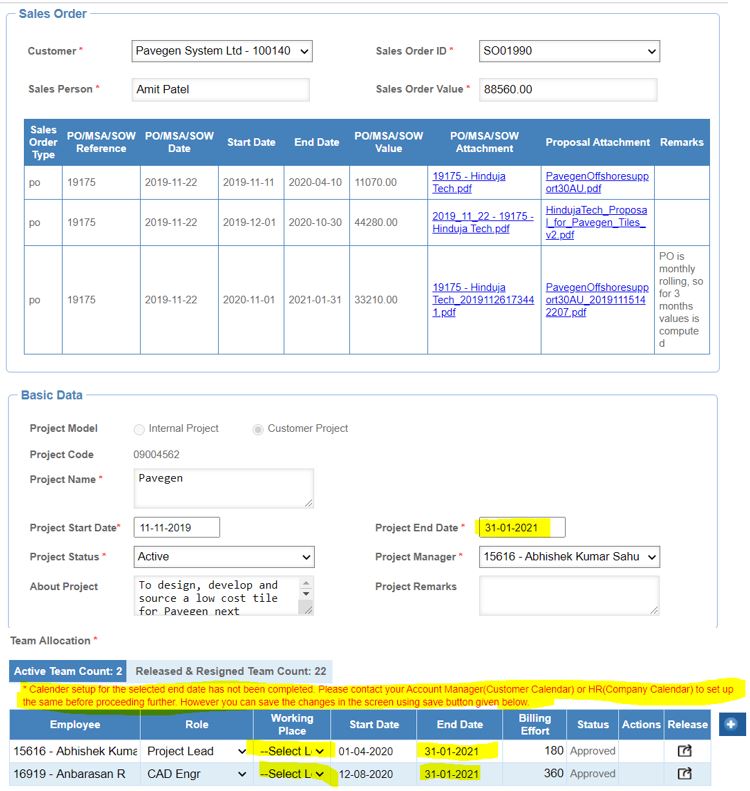 Sales Order
Customer * Pavegen System Ltd - 100140 Sales Order ID * SO01990
Sales Person * Amit Patel Sales Order Value * 88560.00
Sales Order Type PO/MSA/SOW Reference PO/MSA/SOW Date Start Date End Date PO/MSA/SOW Value PO/MSA/SOW Attachment Proposal Attachment Remarks
po 19175 2019-11-22 2019-11-11 2020-04-10 11070.00 19175 - Hinduja Tech.pdf PavegenOffshoresupport30AU.pdf
po 19175 2019-11-22 2019-12-01 2020-10-30 44280.00 2019_11_22 - 19175 - Hinduja Tech.pdf HindujaTech_Proposal_for_Pavegen_Tiles_v2.pdf
po 19175 2019-11-22 2020-11-01 2021-01-31 33210.00 19175 - Hinduja Tech_20191126173441.pdf PavegenOffshoresupport30AU_20191115142207.pdf PO is monthly rolling, so for 3 months values is computed
Basic Data
Project Model Internal Project Customer Project
Project Code 09004562
Project Name * Pavegen
Project Start Date* 11-11-2019 Project End Date * 31-01-2021
Project Status * Active Project Manager * 15616 - Abhishek Kumar Sahu
About Project To design, develop and Project Remarks
source a low cost tile
for Pavegen next
Team Allocation *
Active Team Count: 2 Released & Resigned Team Count: 22
* Calender setup for the selected end date has not been completed. Please contact your Account Manager(Customer Calendar) or HR(Company Calendar) to set up
the same before proceeding further. However you can save the changes in the screen using save button given below.
Employee Role Working Place Start Date End Date Billing Effort Status Actions Release
15616 - Abhishek Kuma Project Lead --Select L 01-04-2020 31-01-2021 180 Approved
16919 - Anbarasan R CAD Engr --Select L 12-08-2020 31-01-2021 360 Approved